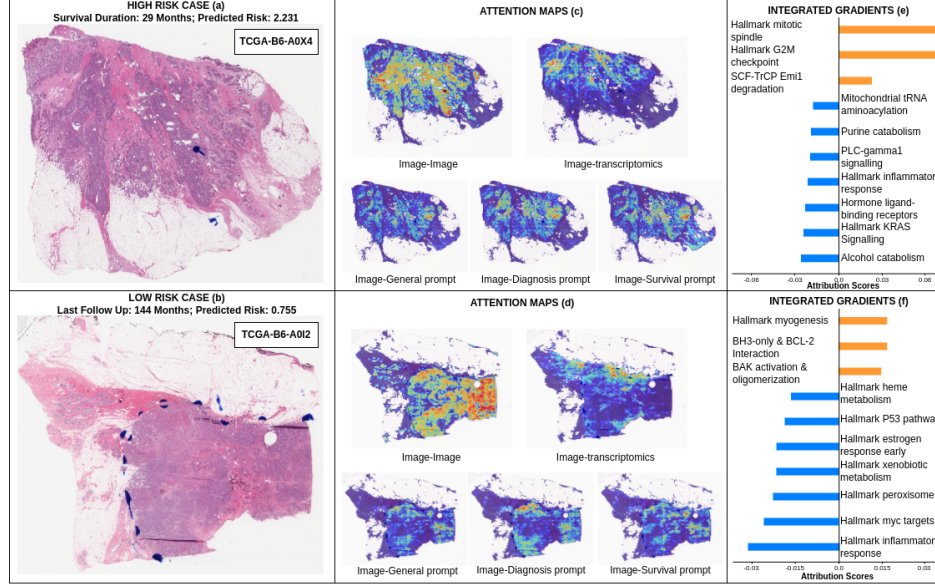 HIGH RISK CASE (a)
Survival Duration: 29 Months; Predicted Risk: 2.231
TCGA-B6-A0X4
ATTENTION MAPS (c)
Image-Image
Image-transcriptomics
Image-General prompt
Image-Diagnosis prompt
Image-Survival prompt
INTEGRATED GRADIENTS (e)
Hallmark mitotic
spindle
Hallmark G2M
checkpoint
SCF-TrCP Emi1
degradation
Mitochondrial tRNA
aminoacylation
Purine catabolism
PLC-gamma1
signalling
Hallmark inflammator
response
Hormone ligand-
binding receptors
Hallmark KRAS
Signalling
Alcohol catabolism
-0.06 -0.03 0.0 0.03 0.06
Attribution Scores
LOW RISK CASE (b)
Last Follow Up: 144 Months; Predicted Risk: 0.755
TCGA-B6-A0I2
ATTENTION MAPS (d)
Image-Image
Image-transcriptomics
Image-General prompt
Image-Diagnosis prompt
Image-Survival prompt
INTEGRATED GRADIENTS (f)
Hallmark myogenesis
BH3-only & BCL-2
Interaction
BAK activation &
oligomerization
Hallmark heme
metabolism
Hallmark P53 pathwa
Hallmark estrogen
response early
Hallmark xenobiotic
metabolism
Hallmark peroxisome
Hallmark myc targets
Hallmark inflammator
response
-0.03 -0.015 0.0 0.015 0.03
Attribution Scores